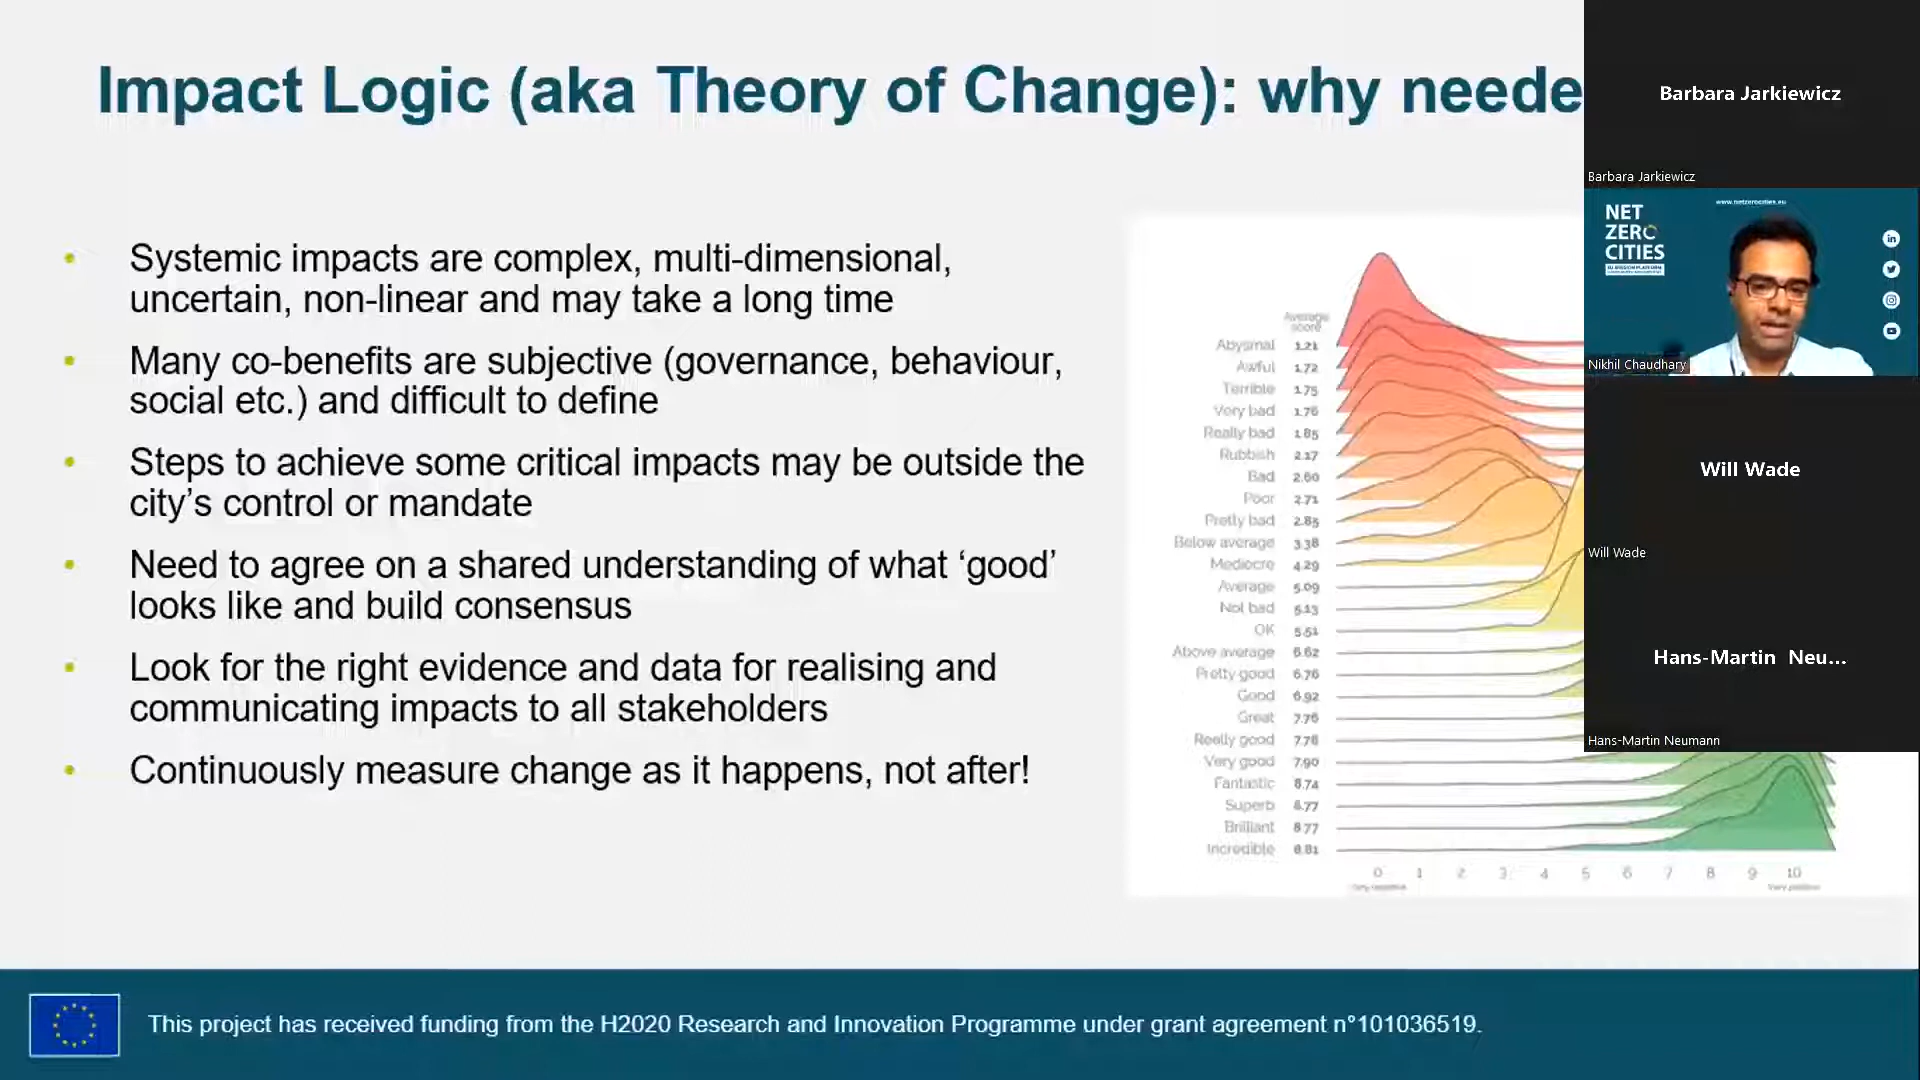 Impact Logic (aka Theory of Change): why neede
Systemic impacts are complex, multi-dimensional,
uncertain, non-linear and may take a long time
Many co-benefits are subjective (governance, behaviour,
social etc.) and difficult to define
Steps to achieve some critical impacts may be outside the
city’s control or mandate
Need to agree on a shared understanding of what ‘good’
looks like and build consensus
Look for the right evidence and data for realising and
communicating impacts to all stakeholders
Continuously measure change as it happens, not after!
Average
score
Abysmal 1.21
Awful 1.72
Terrible 1.75
Very bad 1.76
Really bad 1.85
Rubbish 2.17
Bad 2.60
Poor 2.71
Pretty bad 2.85
Below average 3.38
Mediocre 4.29
Average 5.09
Not bad 5.13
OK 5.51
Above average 6.62
Pretty good 6.76
Good 6.92
Great 7.76
Really good 7.78
Very good 7.90
Fantastic 8.74
Superb 8.77
Brilliant 8.77
Incredible 8.81
0 1 2 3 4 5 6 7 8 9 10
Very negative Very positive
Barbara Jarkiewicz
Barbara Jarkiewicz
www.netzerocities.eu
NET
ZERO
CITIES
Nikhil Chaudhary
Will Wade
Will Wade
Hans-Martin Neu...
Hans-Martin Neumann
This project has received funding from the H2020 Research and Innovation Programme under grant agreement n°101036519.